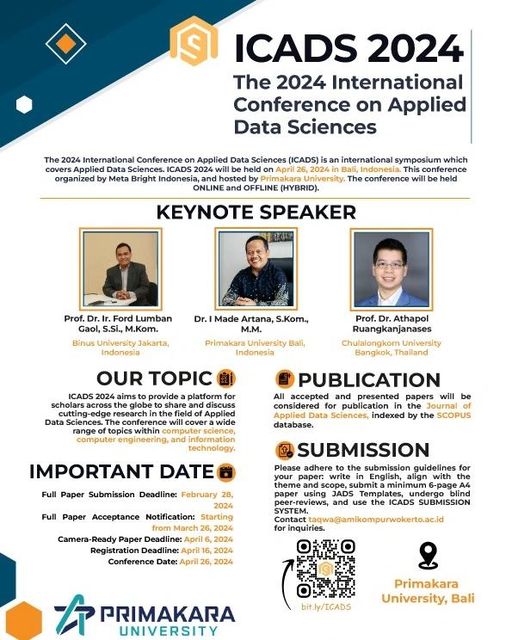 ICADS 2024
The 2024 International
Conference on Applied
Data Sciences
The 2024 International Conference on Applied Data Sciences (ICADS) is an international symposium which
covers Applied Data Sciences. ICADS 2024 will be held on April 26, 2024 in Bali, Indonesia. This conference
organized by Meta Bright Indonesia, and hosted by Primakara University. The conference will be held
ONLINE and OFFLINE (HYBRID).
KEYNOTE SPEAKER
Prof. Dr. Ir. Ford Lumban
Gaol, S.Si., M.Kom.
Binus University Jakarta,
Indonesia
Dr. I Made Artana, S.Kom.,
M.M.
Primakara University Bali,
Indonesia
Prof. Dr. Athapol
Ruangkanjanases
Chulalongkorn University
Bangkok, Thailand
OUR TOPIC
ICADS 2024 aims to provide a platform for
scholars across the globe to share and discuss
cutting-edge research in the field of Applied
Data Sciences. The conference will cover a wide
range of topics within computer science,
computer engineering, and information
technology.
IMPORTANT DATE
Full Paper Submission Deadline: February 28,
2024
Full Paper Acceptance Notification: Starting
from March 26, 2024
Camera-Ready Paper Deadline: April 6, 2024
Registration Deadline: April 16, 2024
Conference Date: April 26, 2024
PUBLICATION
All accepted and presented papers will be
considered for publication in the Journal of
Applied Data Sciences, indexed by the SCOPUS
database.
SUBMISSION
Please adhere to the submission guidelines for
your paper: write in English, align with the
theme and scope, submit a minimum 6-page A4
paper using JADS Templates, undergo blind
peer-reviews, and use the ICADS SUBMISSION
SYSTEM.
Contact taqwa@amikompurwokerto.ac.id
for inquiries.
bit.ly/ICADS
Primakara
University, Bali
PRIMAKARA
UNIVERSITY